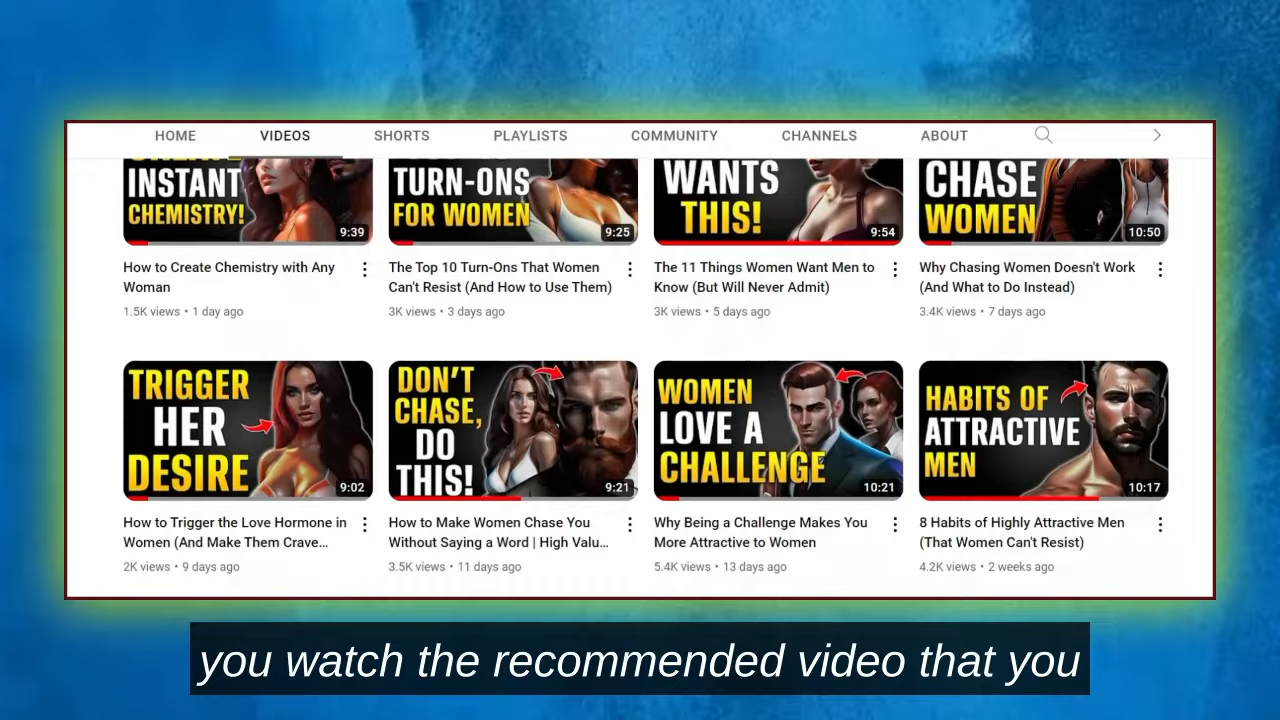 HOME VIDEOS SHORTS PLAYLISTS COMMUNITY CHANNELS ABOUT
INSTANT
CHEMISTRY!
9:39
TURN-ONS
FOR WOMEN
9:25
WANTS
THIS!
9:54
CHASE
WOMEN
10:50
How to Create Chemistry with Any
Woman
1.5K views • 1 day ago
The Top 10 Turn-Ons That Women
Can't Resist (And How to Use Them)
3K views • 3 days ago
The 11 Things Women Want Men to
Know (But Will Never Admit)
3K views • 5 days ago
Why Chasing Women Doesn't Work
(And What to Do Instead)
3.4K views • 7 days ago
TRIGGER
HER
DESIRE
9:02
DON'T
CHASE,
DO
THIS!
9:21
WOMEN
LOVE A
CHALLENGE
10:21
HABITS OF
ATTRACTIVE
MEN
10:17
How to Trigger the Love Hormone in
Women (And Make Them Crave...
2K views • 9 days ago
How to Make Women Chase You
Without Saying a Word | High Valu...
3.5K views • 11 days ago
Why Being a Challenge Makes You
More Attractive to Women
5.4K views • 13 days ago
8 Habits of Highly Attractive Men
(That Women Can't Resist)
4.2K views • 2 weeks ago
you watch the recommended video that you